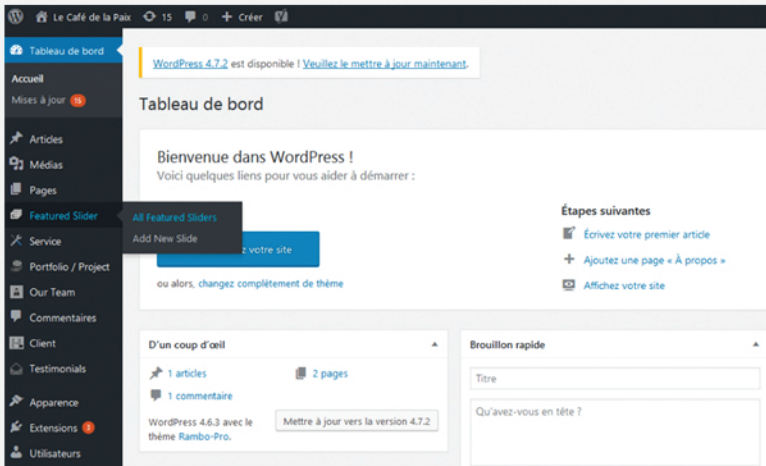 Le Café de la Paix 15 0 + Créer
Tableau de bord
Accueil
Mises à jour 15
Articles
Médias
Pages
Featured Slider
Service
Portfolio / Project
Our Team
Commentaires
Client
Testimonials
Apparence
Extensions 3
Utilisateurs
All Featured Sliders
Add New Slide
WordPress 4.7.2 est disponible ! Veuillez le mettre à jour maintenant.
Tableau de bord
Bienvenue dans WordPress !
Voici quelques liens pour vous aider à démarrer :
votre site
ou alors, changez complètement de thème
Étapes suivantes
Écrivez votre premier article
Ajoutez une page « À propos »
Affichez votre site
D'un coup d'œil
1 articles
2 pages
1 commentaire
WordPress 4.6.3 avec le
thème Rambo-Pro.
Mettre à jour vers la version 4.7.2
Brouillon rapide
Titre
Qu'avez-vous en tête ?